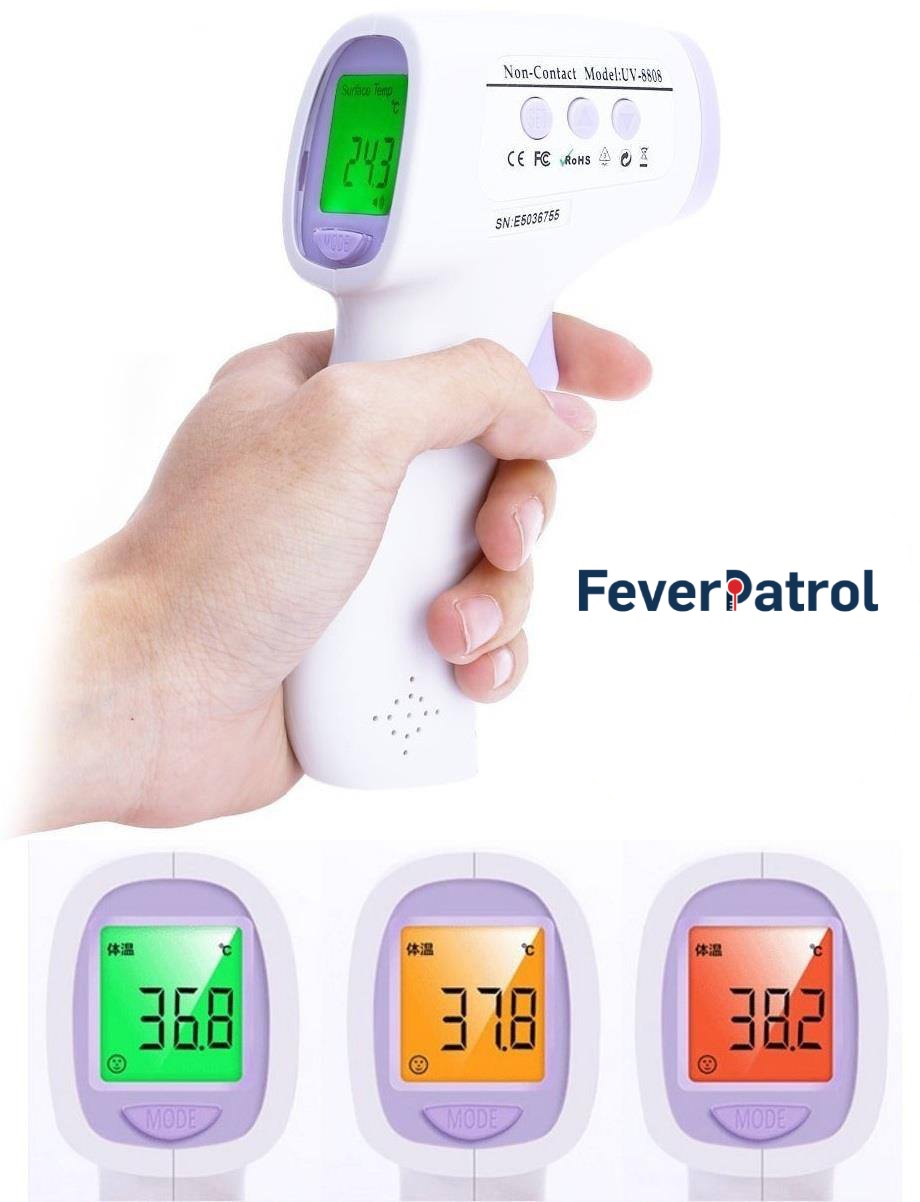 Non-Contact Model:UV-8808
Surface Temp
℃
24.3
MODE
SET
CE FC RoHS
SN:E5036755
FeverPatrol
体温 ℃
36.8
MODE
体温 ℃
37.8
MODE
体温 ℃
38.2
MODE